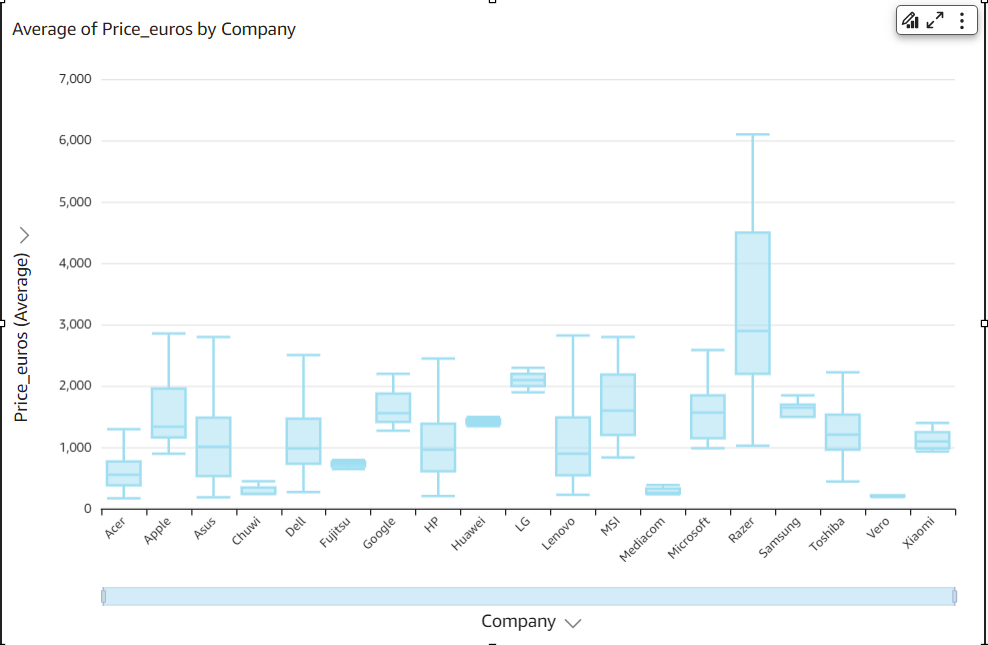 Average of Price_euros by Company
7,000
6,000
5,000
4,000
3,000
2,000
1,000
0
Price_euros (Average)
Acer
Apple
Asus
Chuwi
Dell
Fujitsu
Google
HP
Huawei
LG
Lenovo
MSI
Mediacom
Microsoft
Razer
Samsung
Toshiba
Vero
Xiaomi
Company